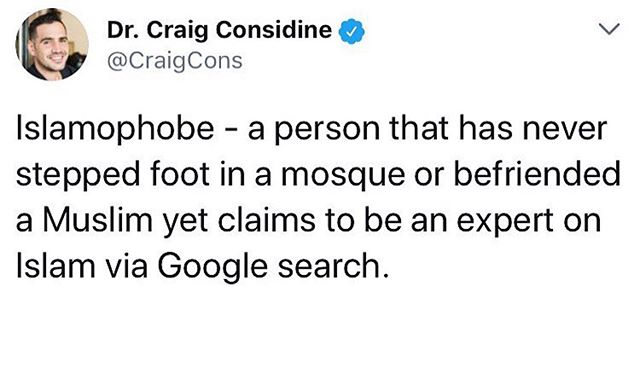 Dr. Craig Considine
@CraigCons
Islamophobe - a person that has never
stepped foot in a mosque or befriended
a Muslim yet claims to be an expert on
Islam via Google search.